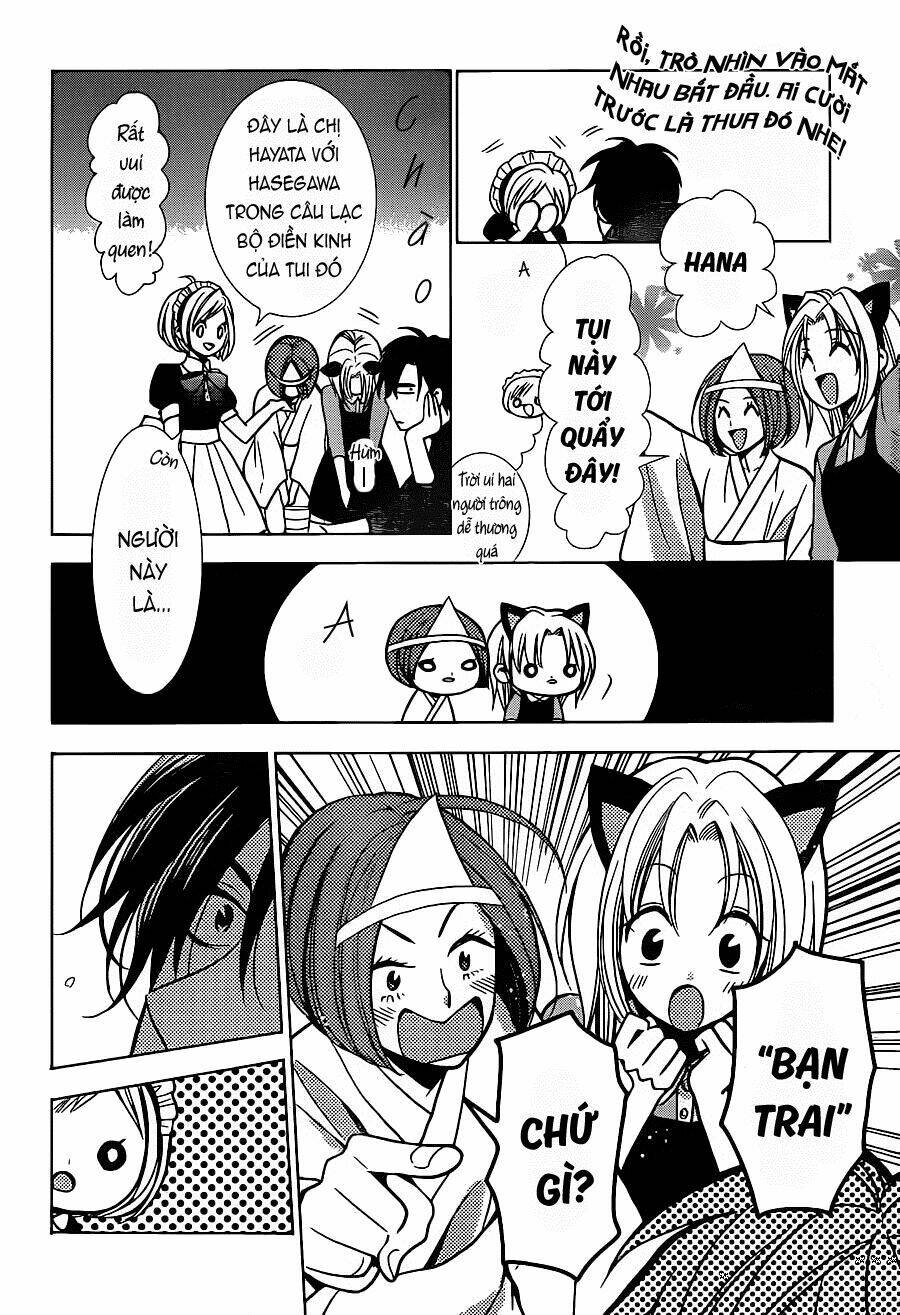 RỒI, TRÒ NHÌN VÀO MẮT
NHAU BẮT ĐẦU. AI CƯỜI
TRƯỚC LÀ THUA ĐÓ NHE!
HANA
A
TỤI
NÀY
TỚI
QUẨY
ĐÂY!
Trời ui hai
người trông
dễ thương
quá
Chào
ĐÂY LÀ CHỊ
HAYATA VỚI
HASEGAWA
TRONG CÂU LẠC
BỘ ĐIỀN KINH
CỦA TUI ĐÓ
Rất
vui
được
làm
quen!
Hùm
Còn
NGƯỜI
NÀY
LÀ...
A
"BẠN
TRAI"
CHỨ
GÌ?